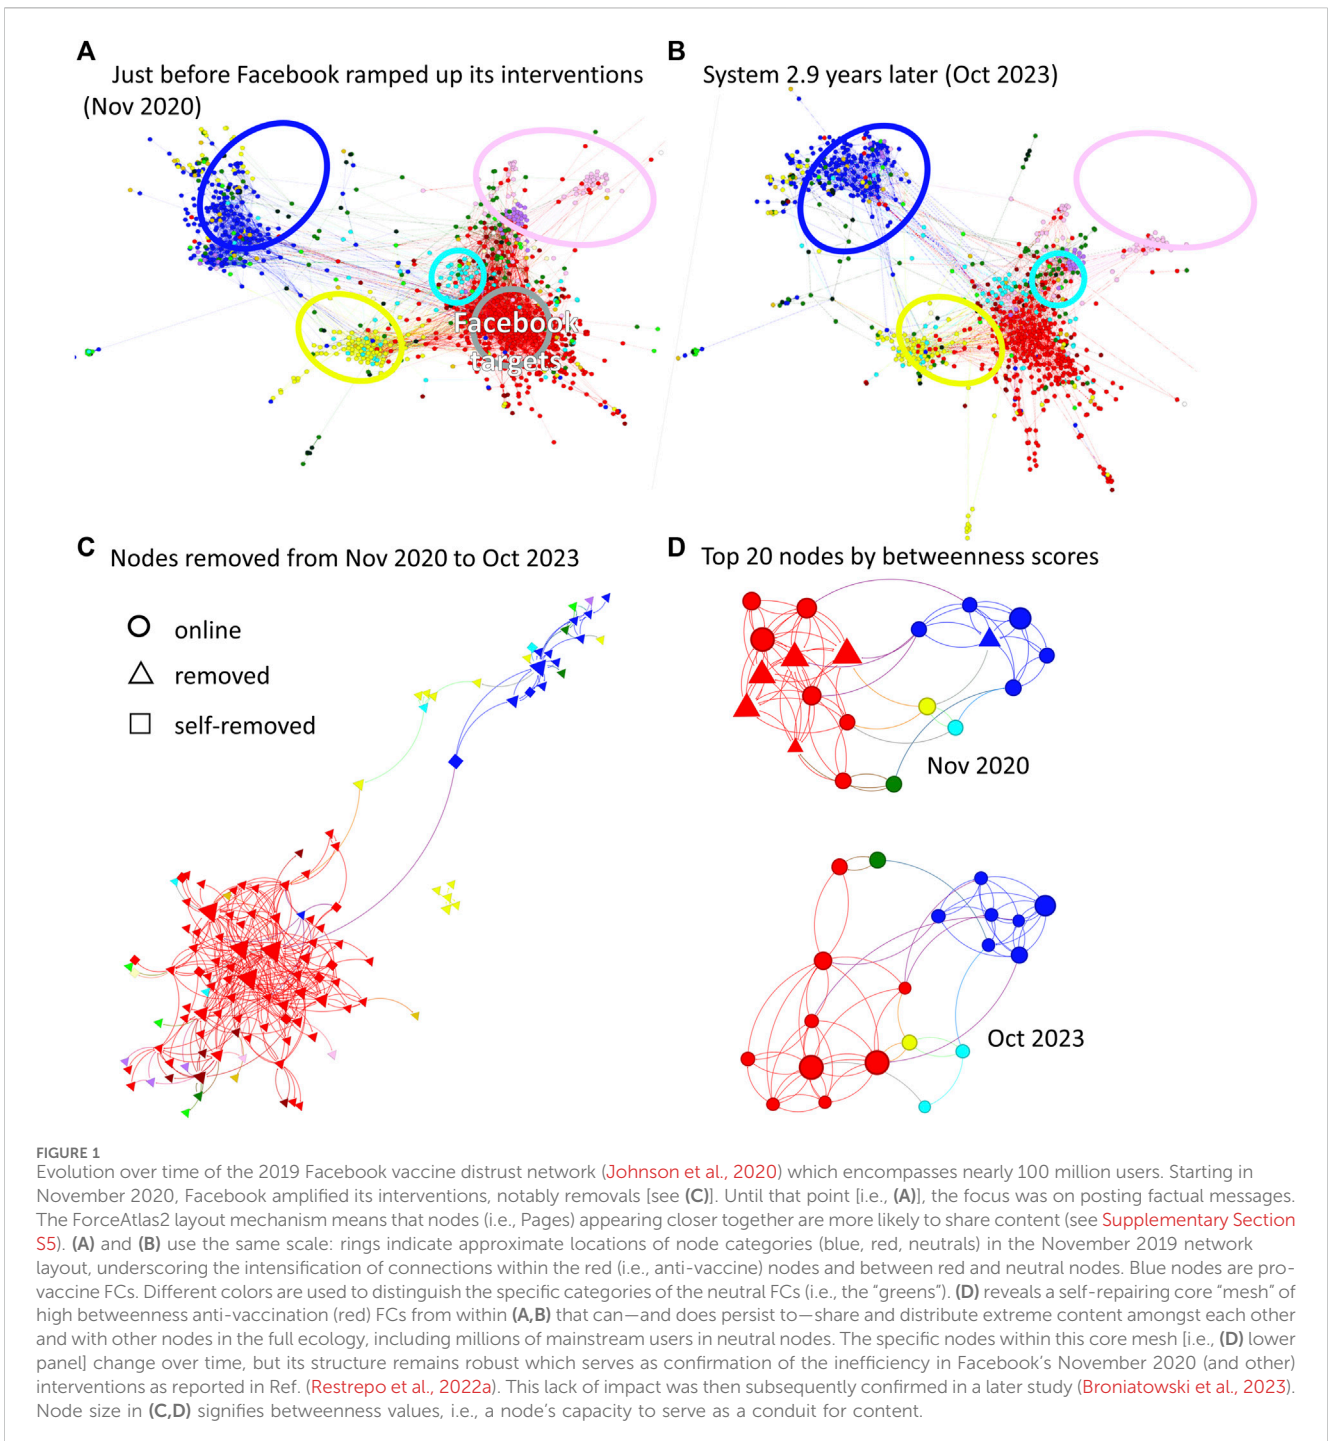 A
Just before Facebook ramped up its interventions
(Nov 2020)
Facebook
targets
B
System 2.9 years later (Oct 2023)
C
Nodes removed from Nov 2020 to Oct 2023
online
removed
self-removed
D
Top 20 nodes by betweenness scores
Nov 2020
Oct 2023
FIGURE 1
Evolution over time of the 2019 Facebook vaccine distrust network (Johnson et al., 2020) which encompasses nearly 100 million users. Starting in
November 2020, Facebook amplified its interventions, notably removals [see (C)]. Until that point [i.e., (A)], the focus was on posting factual messages.
The ForceAtlas2 layout mechanism means that nodes (i.e., Pages) appearing closer together are more likely to share content (see Supplementary Section
S5). (A) and (B) use the same scale: rings indicate approximate locations of node categories (blue, red, neutrals) in the November 2019 network
layout, underscoring the intensification of connections within the red (i.e., anti-vaccine) nodes and between red and neutral nodes. Blue nodes are pro-
vaccine FCs. Different colors are used to distinguish the specific categories of the neutral FCs (i.e., the “greens”). (D) reveals a self-repairing core “mesh” of
high betweenness anti-vaccination (red) FCs from within (A,B) that can—and does persist to—share and distribute extreme content amongst each other
and with other nodes in the full ecology, including millions of mainstream users in neutral nodes. The specific nodes within this core mesh [i.e., (D) lower
panel] change over time, but its structure remains robust which serves as confirmation of the inefficiency in Facebook’s November 2020 (and other)
interventions as reported in Ref. (Restrepo et al., 2022a). This lack of impact was then subsequently confirmed in a later study (Broniatowski et al., 2023).
Node size in (C,D) signifies betweenness values, i.e., a node’s capacity to serve as a conduit for content.